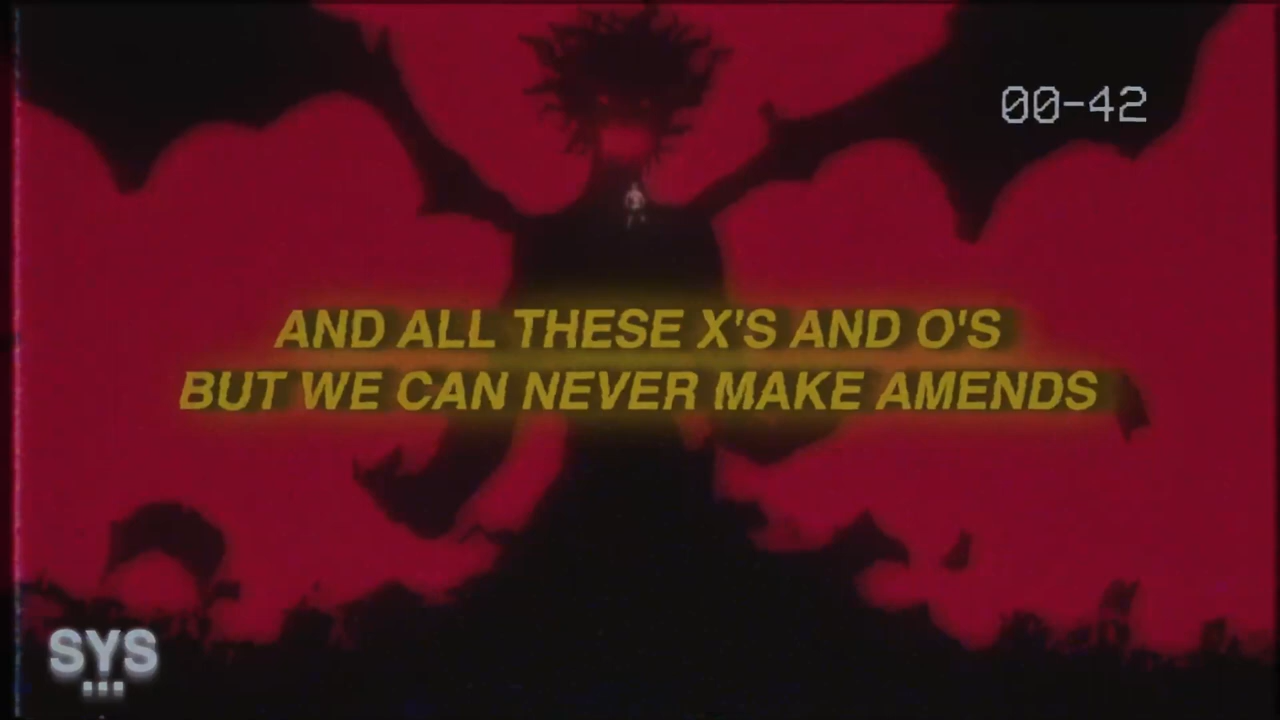 00-42
AND ALL THESE X'S AND O'S
BUT WE CAN NEVER MAKE AMENDS
SYS